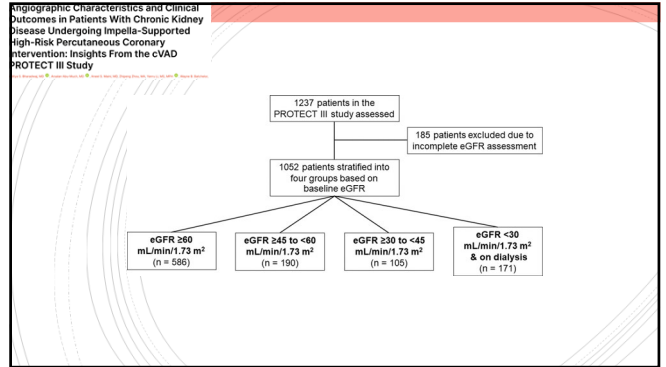 Angiographic Characteristics and Clinical
Outcomes in Patients With Chronic Kidney
Disease Undergoing Impella-Supported
High-Risk Percutaneous Coronary
Intervention: Insights From the cVAD
PROTECT III Study
1237 patients in the
PROTECT III study assessed
185 patients excluded due to
incomplete eGFR assessment
1052 patients stratified into
four groups based on
baseline eGFR
eGFR ≥60
mL/min/1.73 m²
(n = 586)
eGFR ≥45 to <60
mL/min/1.73 m²
(n = 190)
eGFR ≥30 to <45
mL/min/1.73 m²
(n = 105)
eGFR <30
mL/min/1.73 m²
& on dialysis
(n = 171)